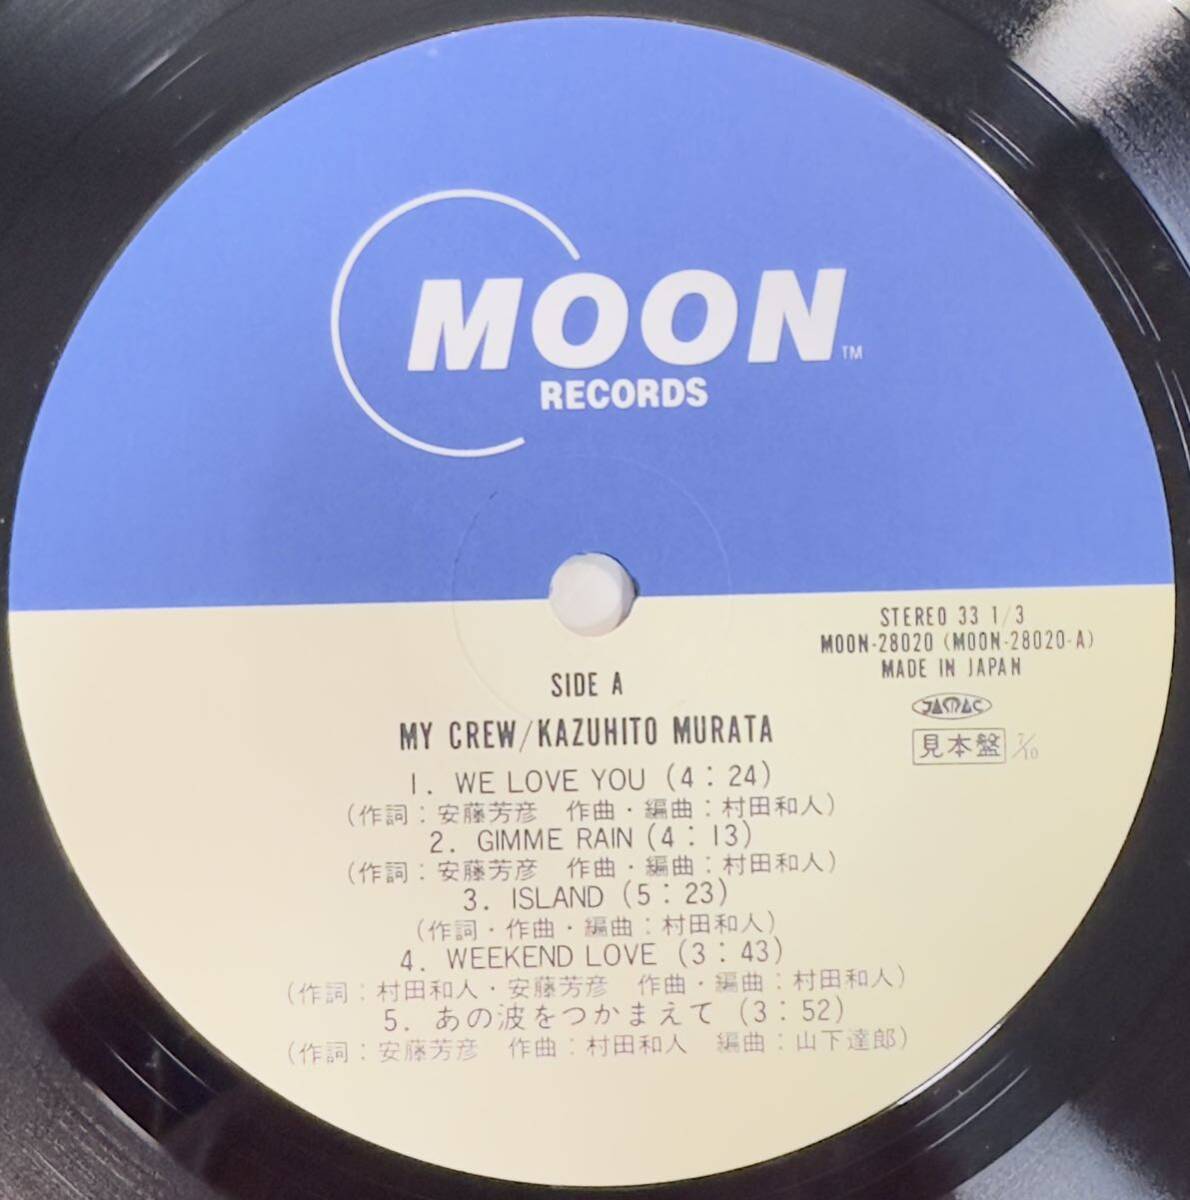 MOON™
RECORDS
STEREO 33 1/3
MOON-28020 (MOON-28020-A)
MADE IN JAPAN
JASRAC
見本盤 7/10
SIDE A
MY CREW/KAZUHITO MURATA
1. WE LOVE YOU (4:24)
(作詞:安藤芳彦 作曲・編曲:村田和人)
2. GIMME RAIN (4:13)
(作詞:安藤芳彦 作曲・編曲:村田和人)
3. ISLAND (5:23)
(作詞・作曲・編曲:村田和人)
4. WEEKEND LOVE (3:43)
(作詞:村田和人・安藤芳彦 作曲・編曲:村田和人)
5. あの波をつかまえて (3:52)
(作詞:安藤芳彦 作曲:村田和人 編曲:山下達郎)